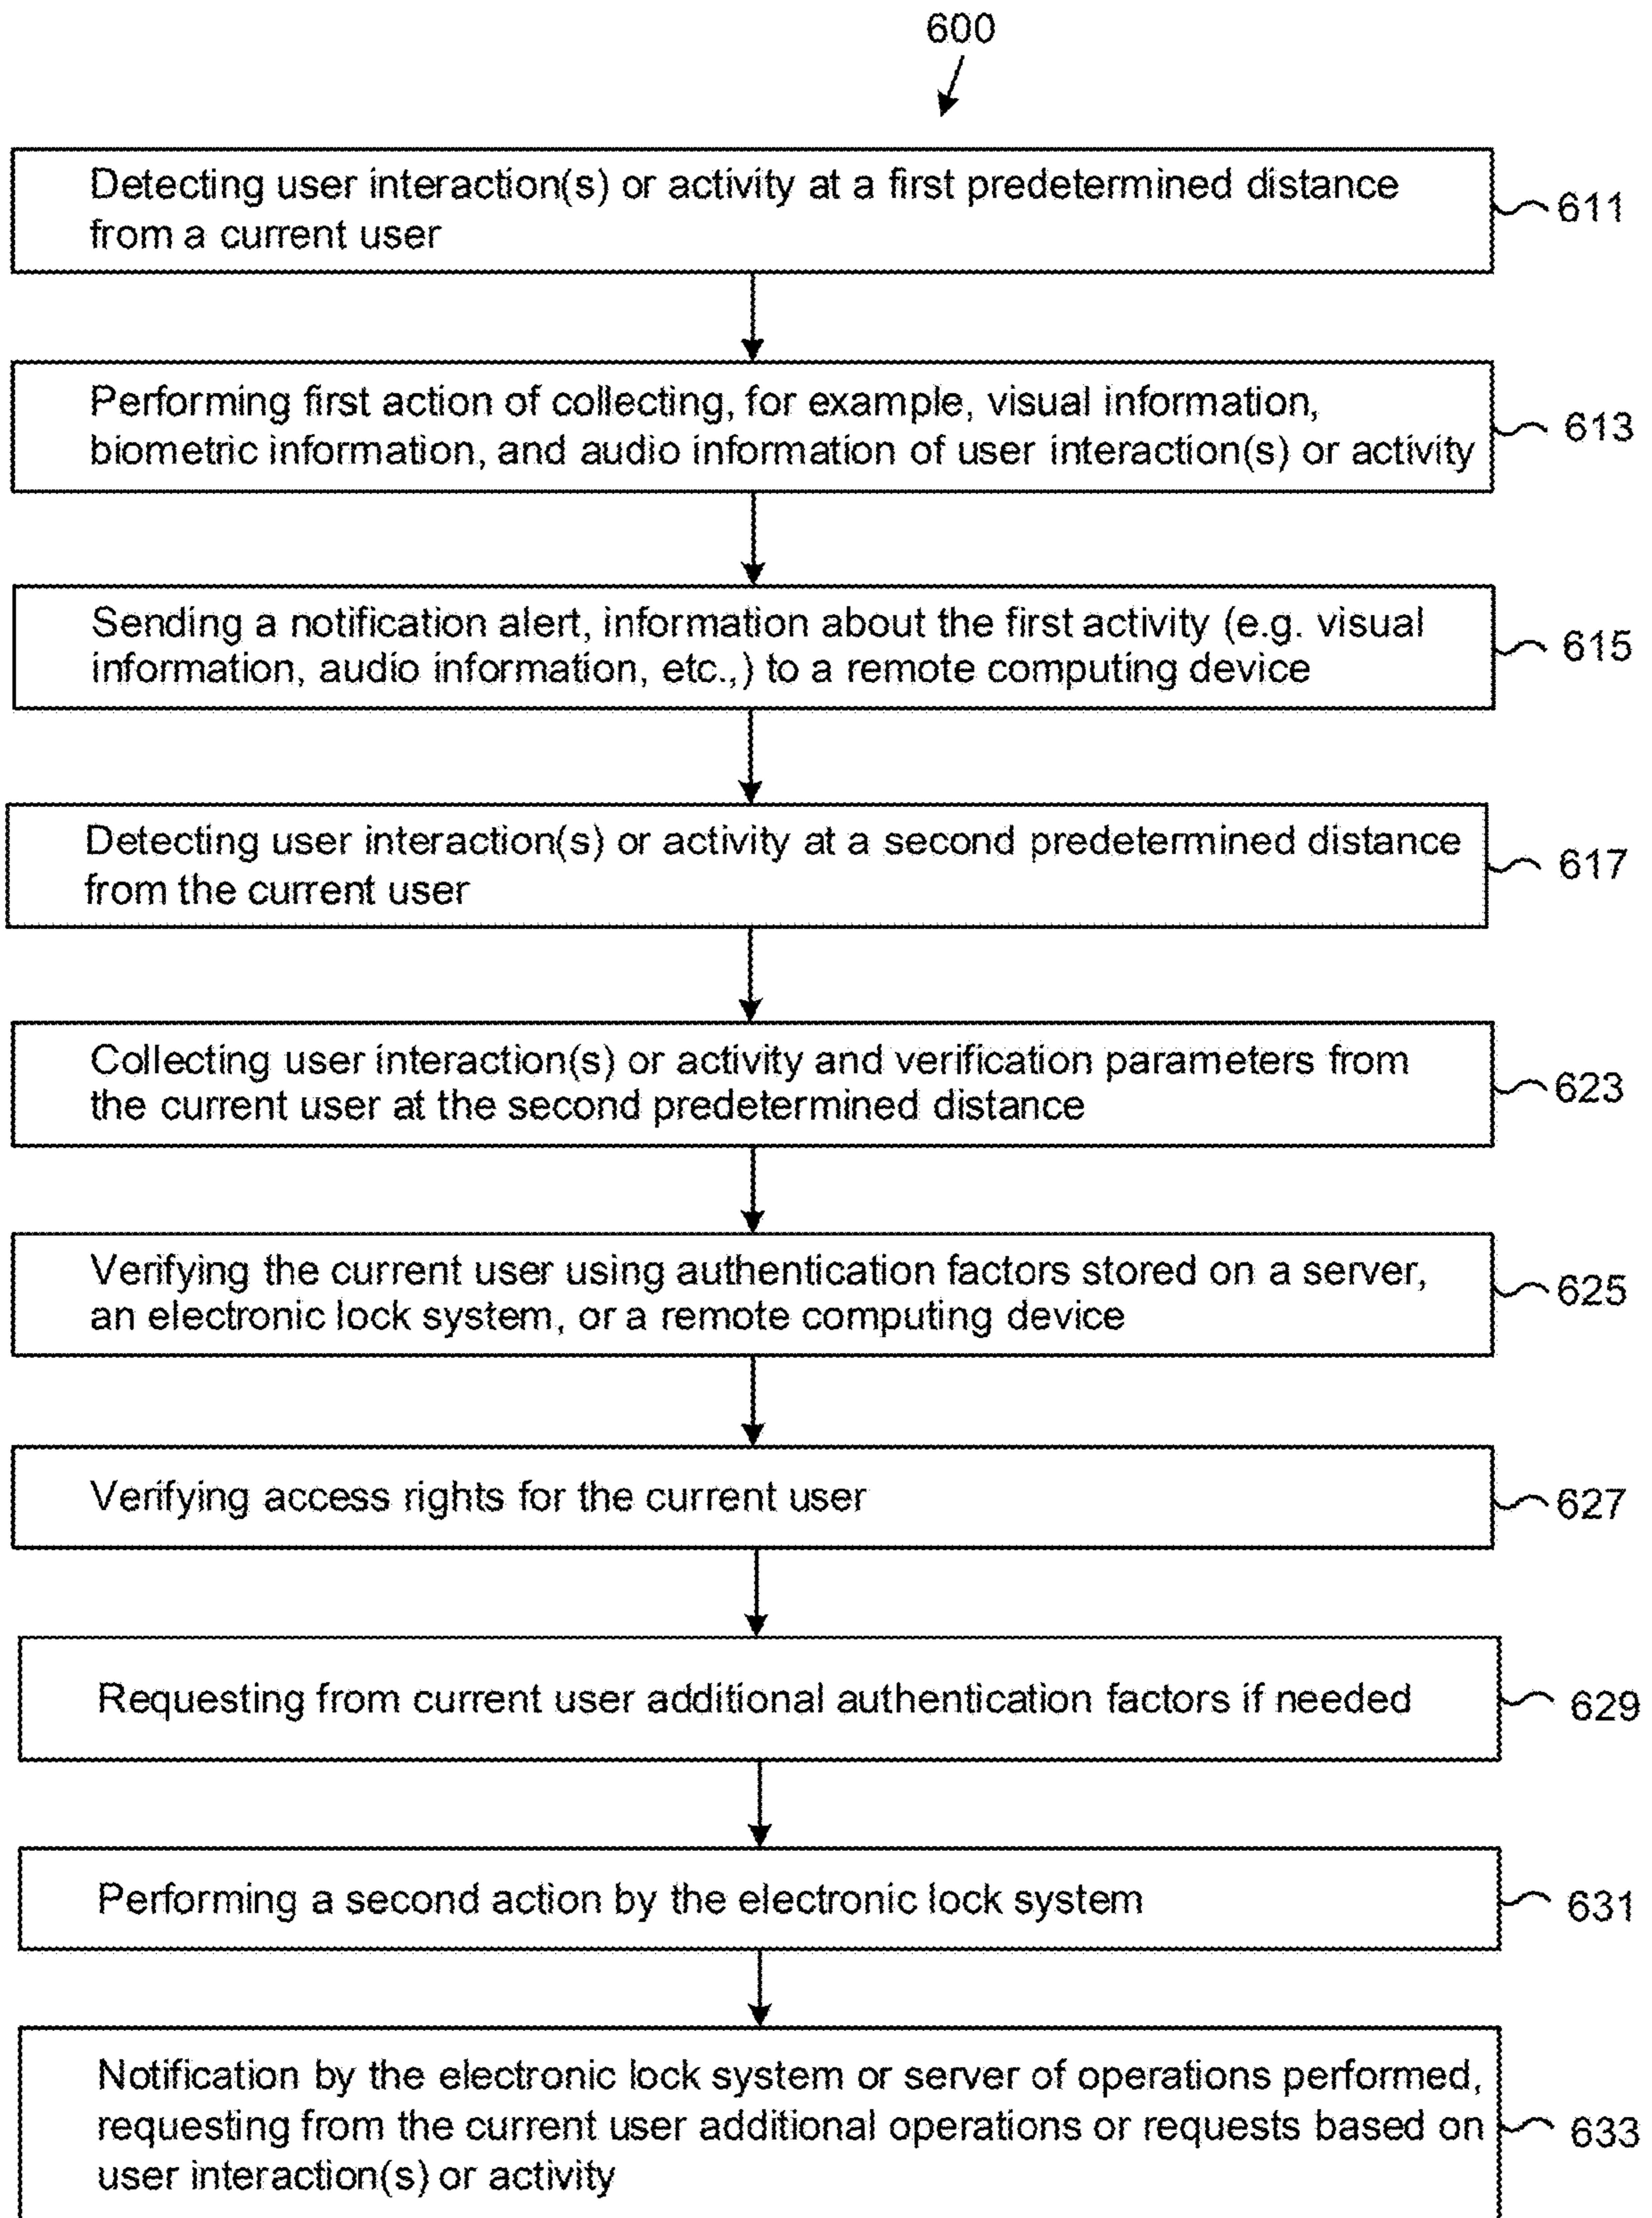 600
Detecting user interaction(s) or activity at a first predetermined distance
from a current user
611
Performing first action of collecting, for example, visual information,
biometric information, and audio information of user interaction(s) or activity
613
Sending a notification alert, information about the first activity (e.g. visual
information, audio information, etc.,) to a remote computing device
615
Detecting user interaction(s) or activity at a second predetermined distance
from the current user
617
Collecting user interaction(s) or activity and verification parameters from
the current user at the second predetermined distance
623
Verifying the current user using authentication factors stored on a server,
an electronic lock system, or a remote computing device
625
Verifying access rights for the current user
627
Requesting from current user additional authentication factors if needed
629
Performing a second action by the electronic lock system
631
Notification by the electronic lock system or server of operations performed,
requesting from the current user additional operations or requests based on
user interaction(s) or activity
633